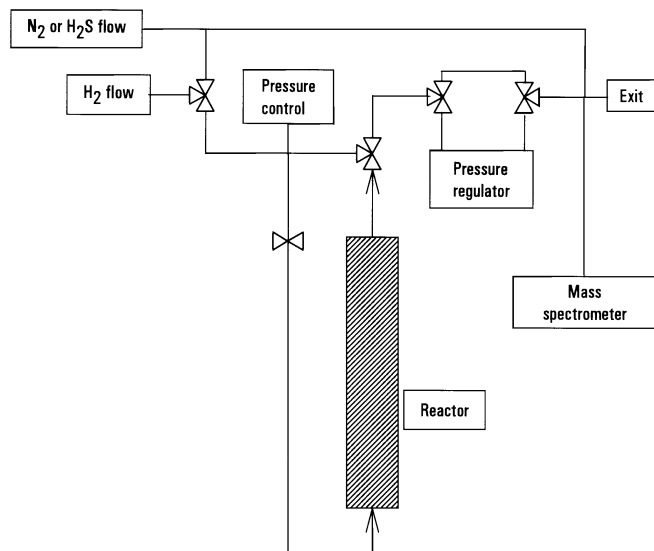 N2 or H2S flow
H2 flow
Pressure
control
Exit
Pressure
regulator
Mass
spectrometer
Reactor